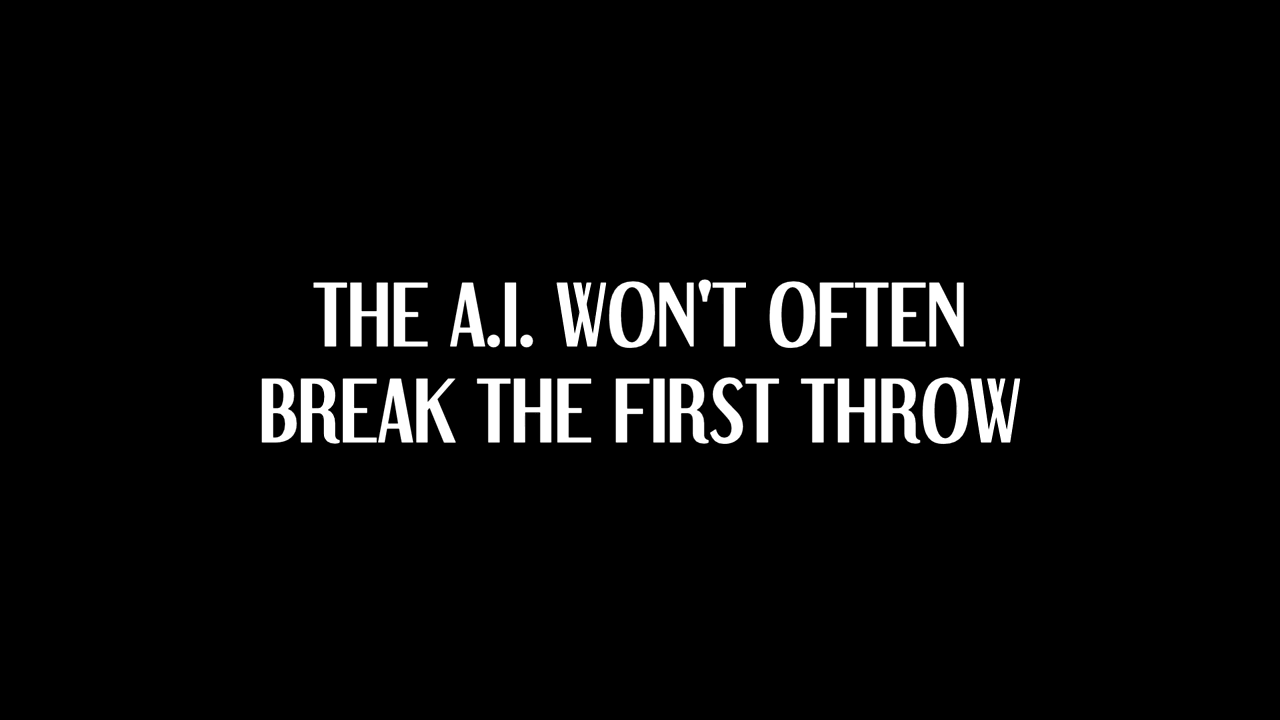 THE A.I. WON'T OFTEN
BREAK THE FIRST THROW